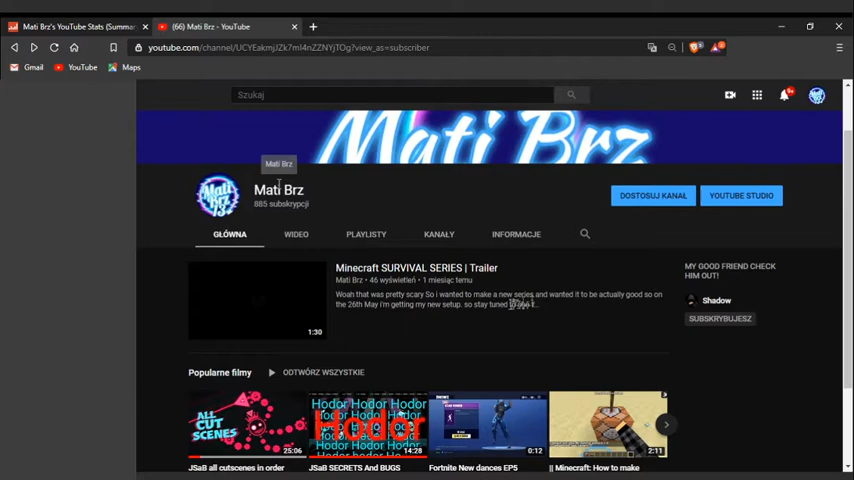 Mati Brz's YouTube Stats (Summar
(66) Mati Brz - YouTube
youtube.com/channel/UCYEakmjJZk7mI4nZZNYjTOg?view_as=subscriber
Gmail YouTube Maps
Szukaj
9+
Mati Brz
Mati Brz
Mati Brz
885 subskrypcji
Mati
Brz
13
DOSTOSUJ KANAŁ
YOUTUBE STUDIO
GŁÓWNA WIDEO PLAYLISTY KANAŁY INFORMACJE
Minecraft SURVIVAL SERIES | Trailer
Mati Brz • 46 wyświetleń • 1 miesiąc temu
Woah that was pretty scary So i wanted to make a new series and wanted it to be actually good so on
the 26th May i'm getting my new setup. so stay tuned
1:30
MY GOOD FRIEND CHECK
HIM OUT!
Shadow
SUBSKRYBUJESZ
Popularne filmy
ODTWÓRZ WSZYSTKIE
ALL
CUT
SCENES
25:06
Hodor Hodor Hodor
Hodor
14:28
0:12
2:11
JSaB all cutscenes in order
JSaB SECRETS And BUGS
Fortnite New dances EP5
|| Minecraft: How to make